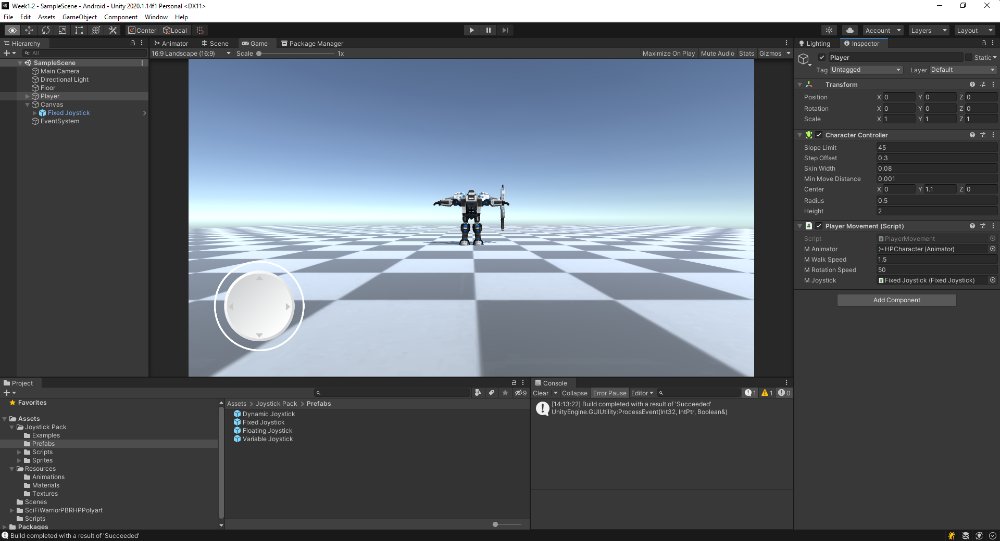 Week1.2 - SampleScene - Android - Unity 2020.1.14f1 Personal <DX11>
File Edit Assets GameObject Component Window Help
Center Local Account Layers Layout
Hierarchy
All
SampleScene
Main Camera
Directional Light
Floor
Player
Canvas
Fixed Joystick
EventSystem
Animator Scene Game Package Manager
16:9 Landscape (16:9) Scale 1x Maximize On Play Mute Audio Stats Gizmos
Lighting Inspector
Player Static
Tag Untagged Layer Default
Transform
Position X 0 Y 0 Z 0
Rotation X 0 Y 0 Z 0
Scale X 1 Y 1 Z 1
Character Controller
Slope Limit 45
Step Offset 0.3
Skin Width 0.08
Min Move Distance 0.001
Center X 0 Y 1.1 Z 0
Radius 0.5
Height 2
# Player Movement (Script)
Script PlayerMovement
M Animator HPCharacter (Animator)
M Walk Speed 1.5
M Rotation Speed 50
M Joystick Fixed Joystick (Fixed Joystick)
Add Component
Project
9
Favorites
Assets
Joystick Pack
Examples
Prefabs
Scripts
Sprites
Resources
Animations
Materials
Textures
Scenes
SciFiWarriorPBRHPPolyart
Scripts
Packages
Assets > Joystick Pack > Prefabs
Dynamic Joystick
Fixed Joystick
Floating Joystick
Variable Joystick
Console
Clear Collapse Error Pause Editor 1 1 0
[14:13:22] Build completed with a result of 'Succeeded'
UnityEngine.GUIUtility:ProcessEvent(Int32, IntPtr, Boolean&)
Build completed with a result of 'Succeeded'